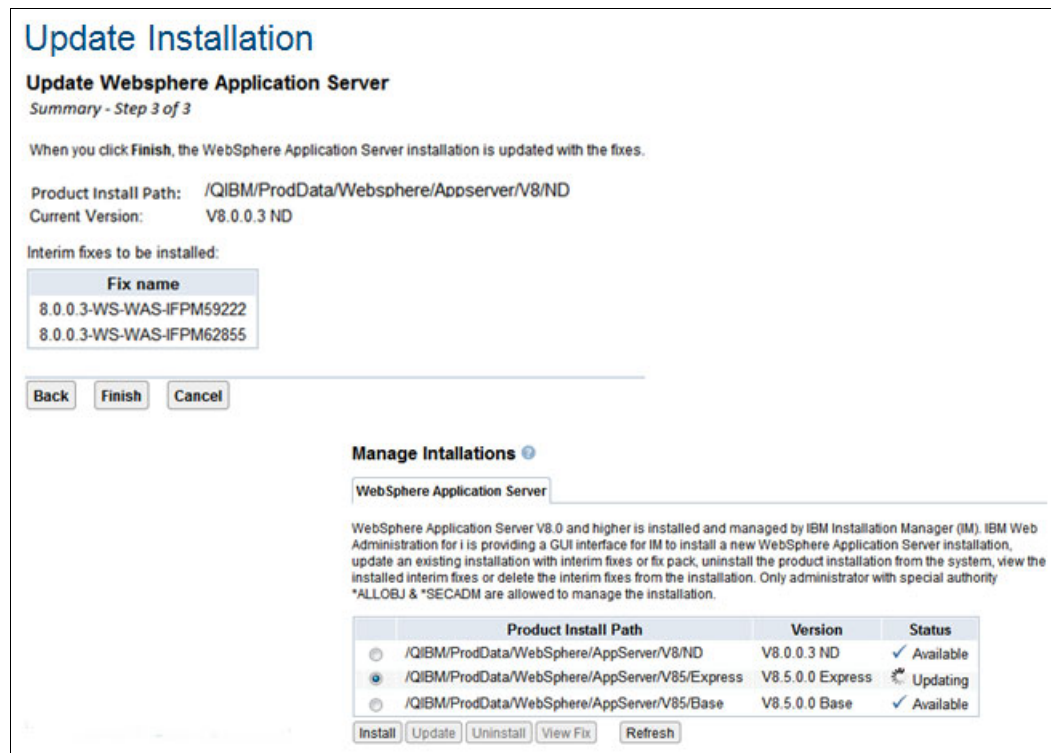 Update Installation
Update Websphere Application Server
Summary - Step 3 of 3
When you click Finish, the WebSphere Application Server installation is updated with the fixes.
Product Install Path: /QIBM/ProdData/Websphere/Appserver/V8/ND
Current Version: V8.0.0.3 ND
Interim fixes to be installed:
Fix name
8.0.0.3-WS-WAS-IFPM59222
8.0.0.3-WS-WAS-IFPM62855
Back Finish Cancel
Manage Intallations
WebSphere Application Server
WebSphere Application Server V8.0 and higher is installed and managed by IBM Installation Manager (IM). IBM Web
Administration for i is providing a GUI interface for IM to install a new WebSphere Application Server installation,
update an existing installation with interim fixes or fix pack, uninstall the product installation from the system, view the
installed interim fixes or delete the interim fixes from the installation. Only administrator with special authority
*ALLOBJ & *SECADM are allowed to manage the installation.
Product Install Path Version Status
/QIBM/ProdData/WebSphere/AppServer/V8/ND V8.0.0.3 ND Available
/QIBM/ProdData/WebSphere/AppServer/V85/Express V8.5.0.0 Express Updating
/QIBM/ProdData/WebSphere/AppServer/V85/Base V8.5.0.0 Base Available
Install Update Uninstall View Fix Refresh